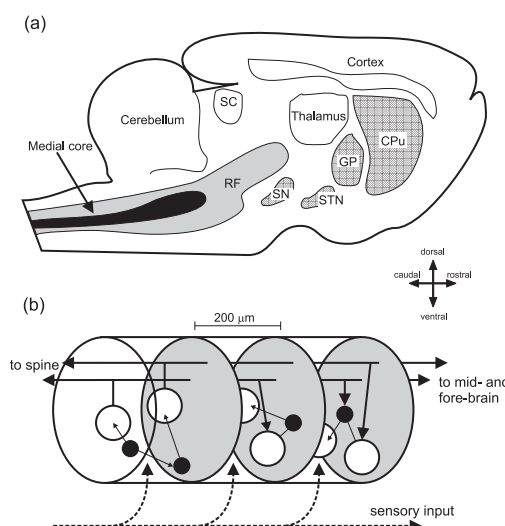 (a)
Cortex
SC
Thalamus
Cerebellum
CPu
Medial core
GP
RF
SN
STN
dorsal
caudal
rostral
ventral
(b)
200 μm
to spine
to mid- and
fore-brain
sensory input